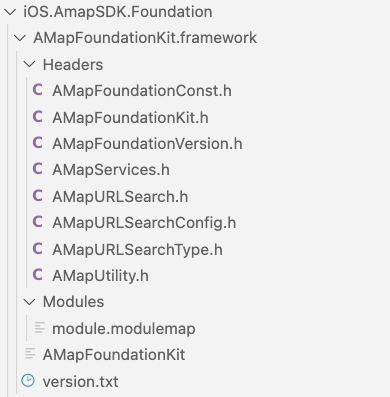 iOS.AmapSDK.Foundation
AMapFoundationKit.framework
Headers
C AMapFoundationConst.h
C AMapFoundationKit.h
C AMapFoundationVersion.h
C AMapServices.h
C AMapURLSearch.h
C AMapURLSearchConfig.h
C AMapURLSearchType.h
C AMapUtility.h
Modules
module.modulemap
AMapFoundationKit
version.txt